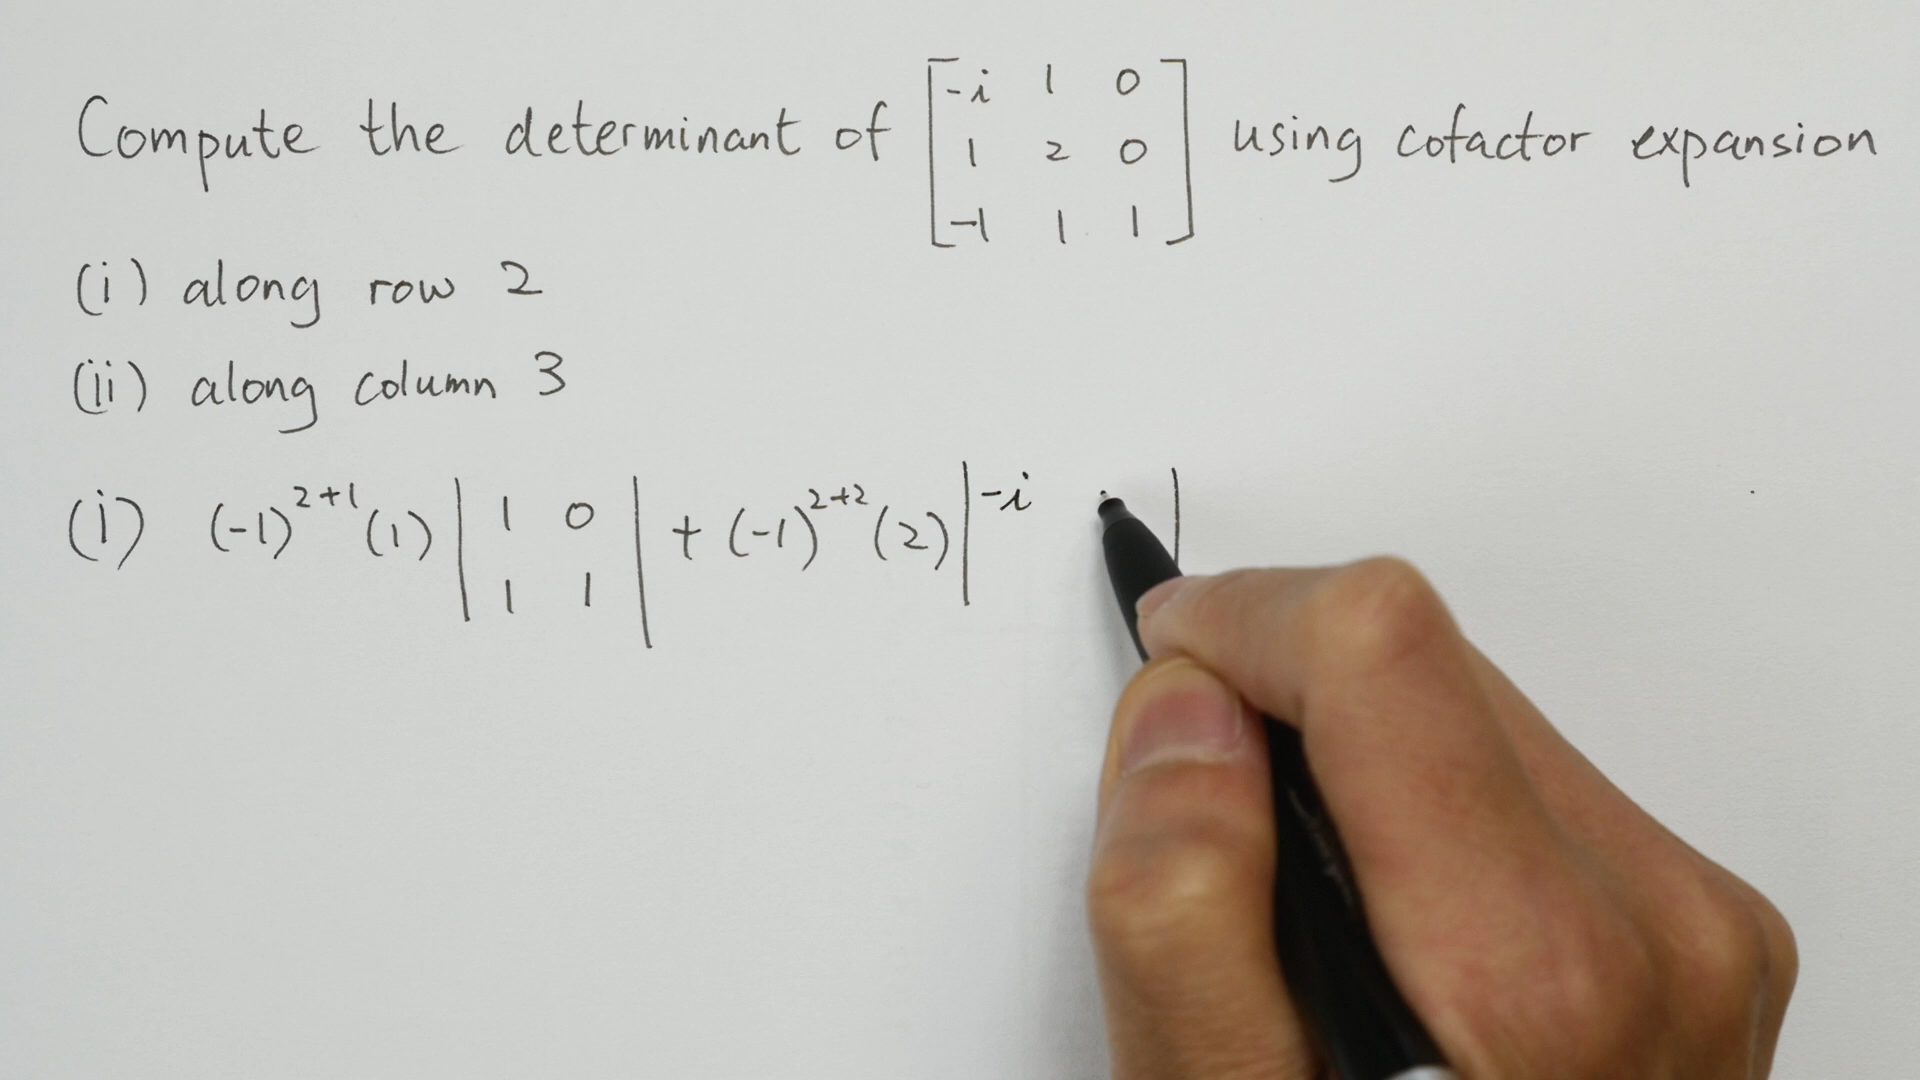 Compute the determinant of [-i 1 0 using cofactor expansion
1 2 0
-1 1 1]
(i) along row 2
(ii) along column 3
(i) (-1)^{2+1}(1)|1 0| + (-1)^{2+2}(2)|-i |
1 1